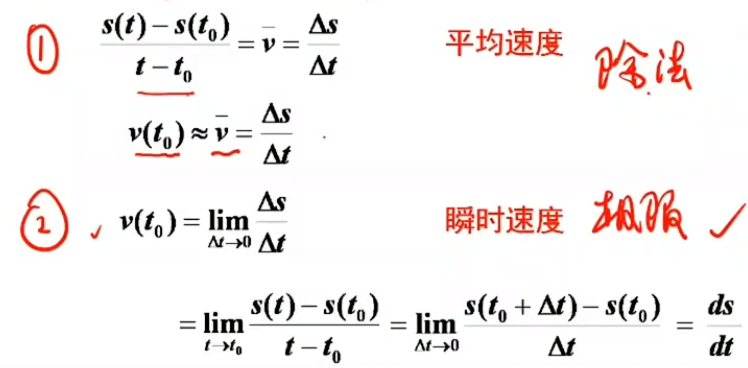 ① \frac{s(t)-s(t_0)}{t-t_0} = \bar{v} = \frac{\Delta s}{\Delta t} 平均速度 除法
v(t_0) ≈ \bar{v} = \frac{\Delta s}{\Delta t}
② ✓ v(t_0) = \lim_{\Delta t \to 0} \frac{\Delta s}{\Delta t} 瞬时速度 极限 ✓
= \lim_{t \to t_0} \frac{s(t)-s(t_0)}{t-t_0} = \lim_{\Delta t \to 0} \frac{s(t_0+\Delta t)-s(t_0)}{\Delta t} = \frac{ds}{dt}